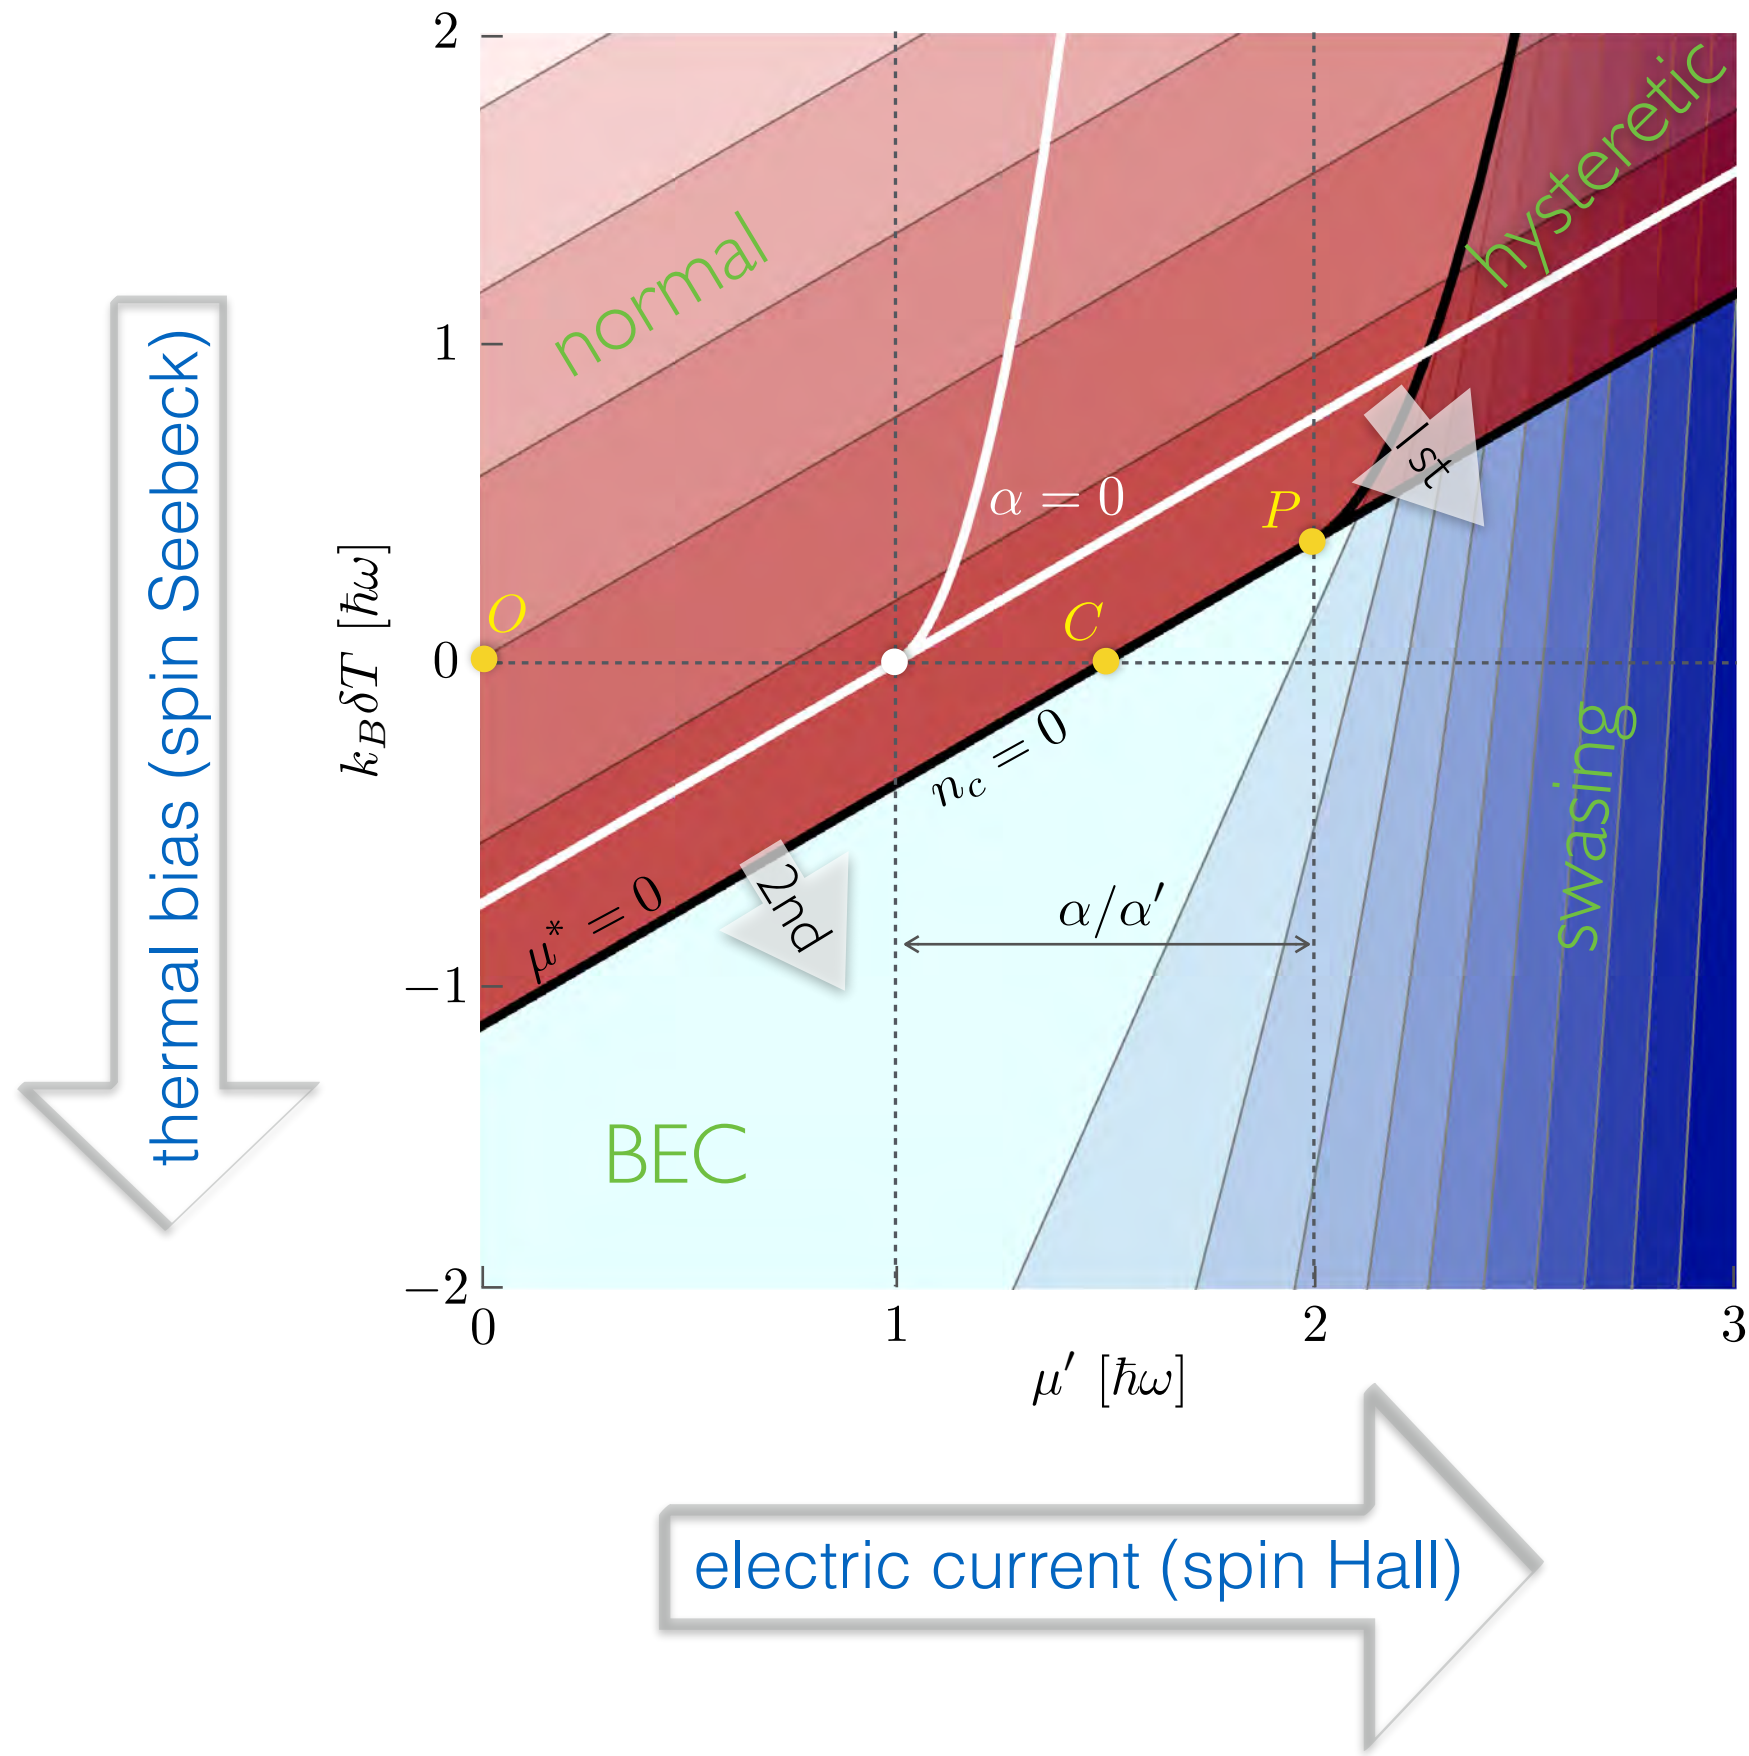 2
1
0
−1
−2
k_B δT [ℏω]
thermal bias (spin Seebeck)
normal
hysteretic
α = 0
1st
P
O
C
n_c = 0
μ* = 0
2nd
α/α′
swasing
BEC
0
1
2
3
μ′ [ℏω]
electric current (spin Hall)